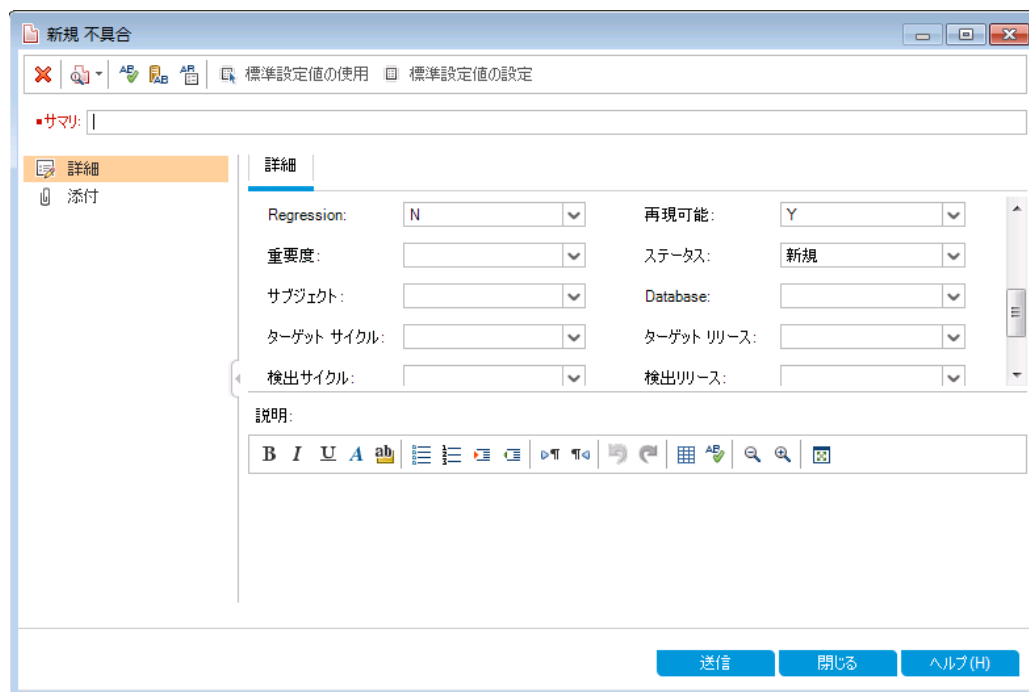 新規 不具合
標準設定値の使用 標準設定値の設定
▪サマリ:
詳細
添付
詳細
Regression: N 再現可能: Y
重要度: ステータス: 新規
サブジェクト: Database:
ターゲット サイクル: ターゲット リリース:
検出サイクル: 検出リリース:
説明:
B I U A ab
送信 閉じる ヘルプ(H)